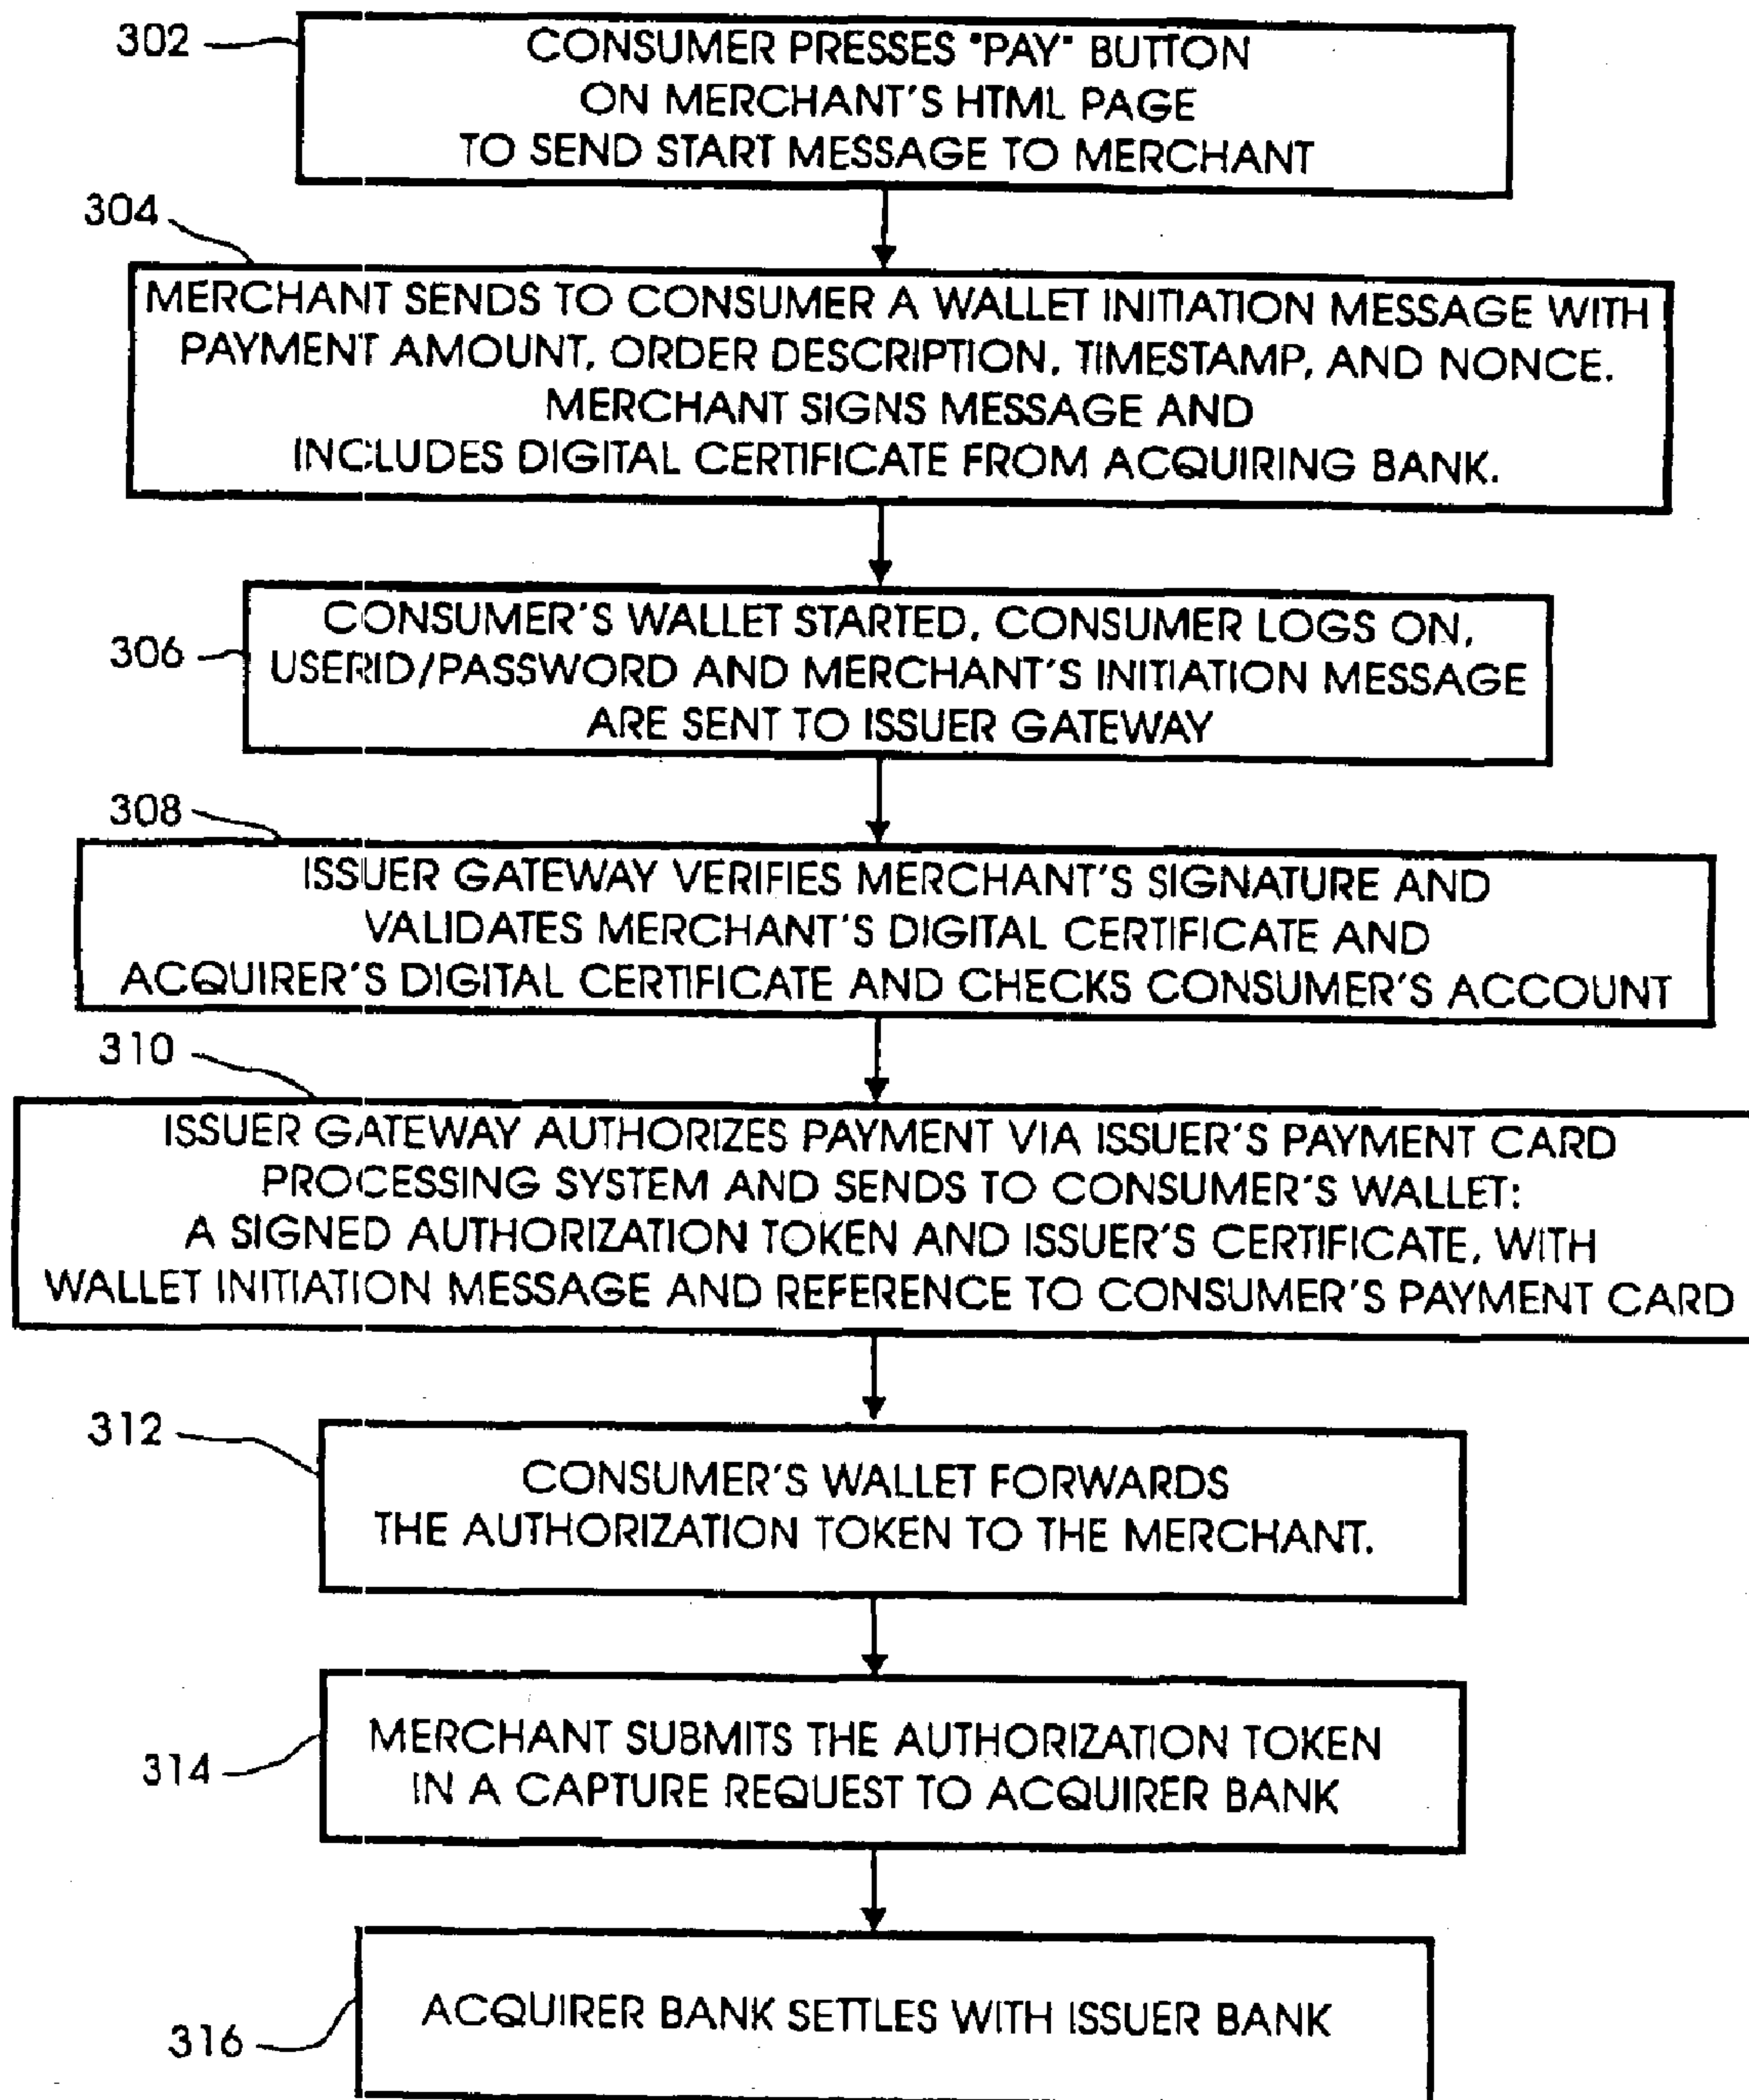 302
CONSUMER PRESSES "PAY" BUTTON
ON MERCHANT'S HTML PAGE
TO SEND START MESSAGE TO MERCHANT
304
MERCHANT SENDS TO CONSUMER A WALLET INITIATION MESSAGE WITH
PAYMENT AMOUNT, ORDER DESCRIPTION, TIMESTAMP, AND NONCE.
MERCHANT SIGNS MESSAGE AND
INCLUDES DIGITAL CERTIFICATE FROM ACQUIRING BANK.
306
CONSUMER'S WALLET STARTED, CONSUMER LOGS ON,
USERID/PASSWORD AND MERCHANT'S INITIATION MESSAGE
ARE SENT TO ISSUER GATEWAY
308
ISSUER GATEWAY VERIFIES MERCHANT'S SIGNATURE AND
VALIDATES MERCHANT'S DIGITAL CERTIFICATE AND
ACQUIRER'S DIGITAL CERTIFICATE AND CHECKS CONSUMER'S ACCOUNT
310
ISSUER GATEWAY AUTHORIZES PAYMENT VIA ISSUER'S PAYMENT CARD
PROCESSING SYSTEM AND SENDS TO CONSUMER'S WALLET:
A SIGNED AUTHORIZATION TOKEN AND ISSUER'S CERTIFICATE, WITH
WALLET INITIATION MESSAGE AND REFERENCE TO CONSUMER'S PAYMENT CARD
312
CONSUMER'S WALLET FORWARDS
THE AUTHORIZATION TOKEN TO THE MERCHANT.
314
MERCHANT SUBMITS THE AUTHORIZATION TOKEN
IN A CAPTURE REQUEST TO ACQUIRER BANK
316
ACQUIRER BANK SETTLES WITH ISSUER BANK